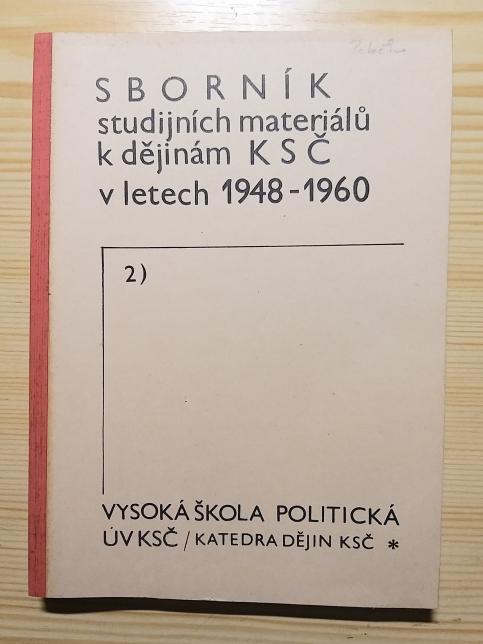 SBORNÍK
studijních materiálů
k dějinám KSČ
v letech 1948-1960
2)
VYSOKÁ ŠKOLA POLITICKÁ
ÚV KSČ / KATEDRA DĚJIN KSČ *